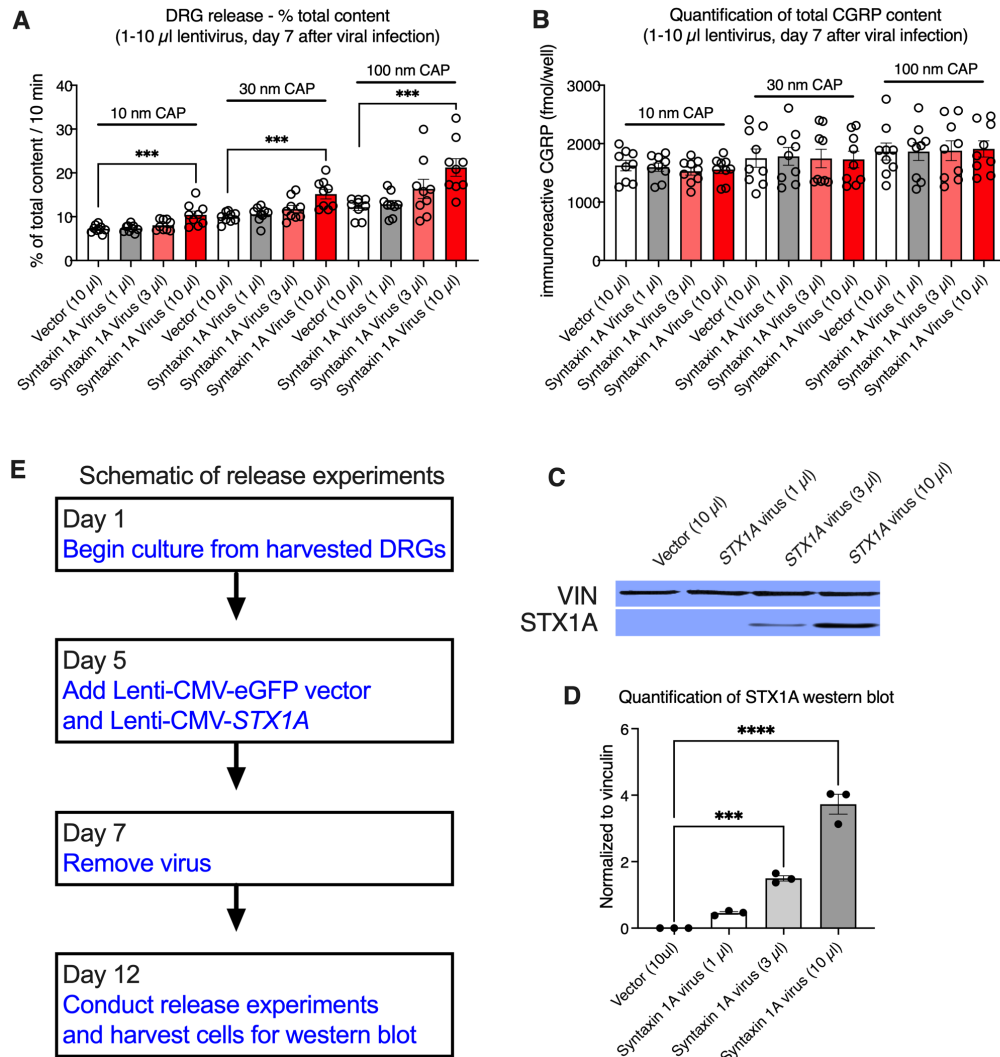 A
DRG release - % total content
(1-10 µl lentivirus, day 7 after viral infection)
% of total content / 10 min
40
30
20
10
0
10 nm CAP
30 nm CAP
100 nm CAP
***
***
***
Vector (10 µl)
Syntaxin 1A Virus (1 µl)
Syntaxin 1A Virus (3 µl)
Syntaxin 1A Virus (10 µl)
Vector (10 µl)
Syntaxin 1A Virus (1 µl)
Syntaxin 1A Virus (3 µl)
Syntaxin 1A Virus (10 µl)
Vector (10 µl)
Syntaxin 1A Virus (1 µl)
Syntaxin 1A Virus (3 µl)
Syntaxin 1A Virus (10 µl)
B
Quantification of total CGRP content
(1-10 µl lentivirus, day 7 after viral infection)
immunoreactive CGRP (fmol/well)
3000
2000
1000
0
10 nm CAP
30 nm CAP
100 nm CAP
Vector (10 µl)
Syntaxin 1A Virus (1 µl)
Syntaxin 1A Virus (3 µl)
Syntaxin 1A Virus (10 µl)
Vector (10 µl)
Syntaxin 1A Virus (1 µl)
Syntaxin 1A Virus (3 µl)
Syntaxin 1A Virus (10 µl)
Vector (10 µl)
Syntaxin 1A Virus (1 µl)
Syntaxin 1A Virus (3 µl)
Syntaxin 1A Virus (10 µl)
E
Schematic of release experiments
Day 1
Begin culture from harvested DRGs
Day 5
Add Lenti-CMV-eGFP vector
and Lenti-CMV-STX1A
Day 7
Remove virus
Day 12
Conduct release experiments
and harvest cells for western blot
C
Vector (10 µl)
STX1A virus (1 µl)
STX1A virus (3 µl)
STX1A virus (10 µl)
VIN
STX1A
D
Quantification of STX1A western blot
Normalized to vinculin
6
4
2
0
****
***
Vector (10ul)
Syntaxin 1A virus (1 µl)
Syntaxin 1A virus (3 µl)
Syntaxin 1A virus (10 µl)